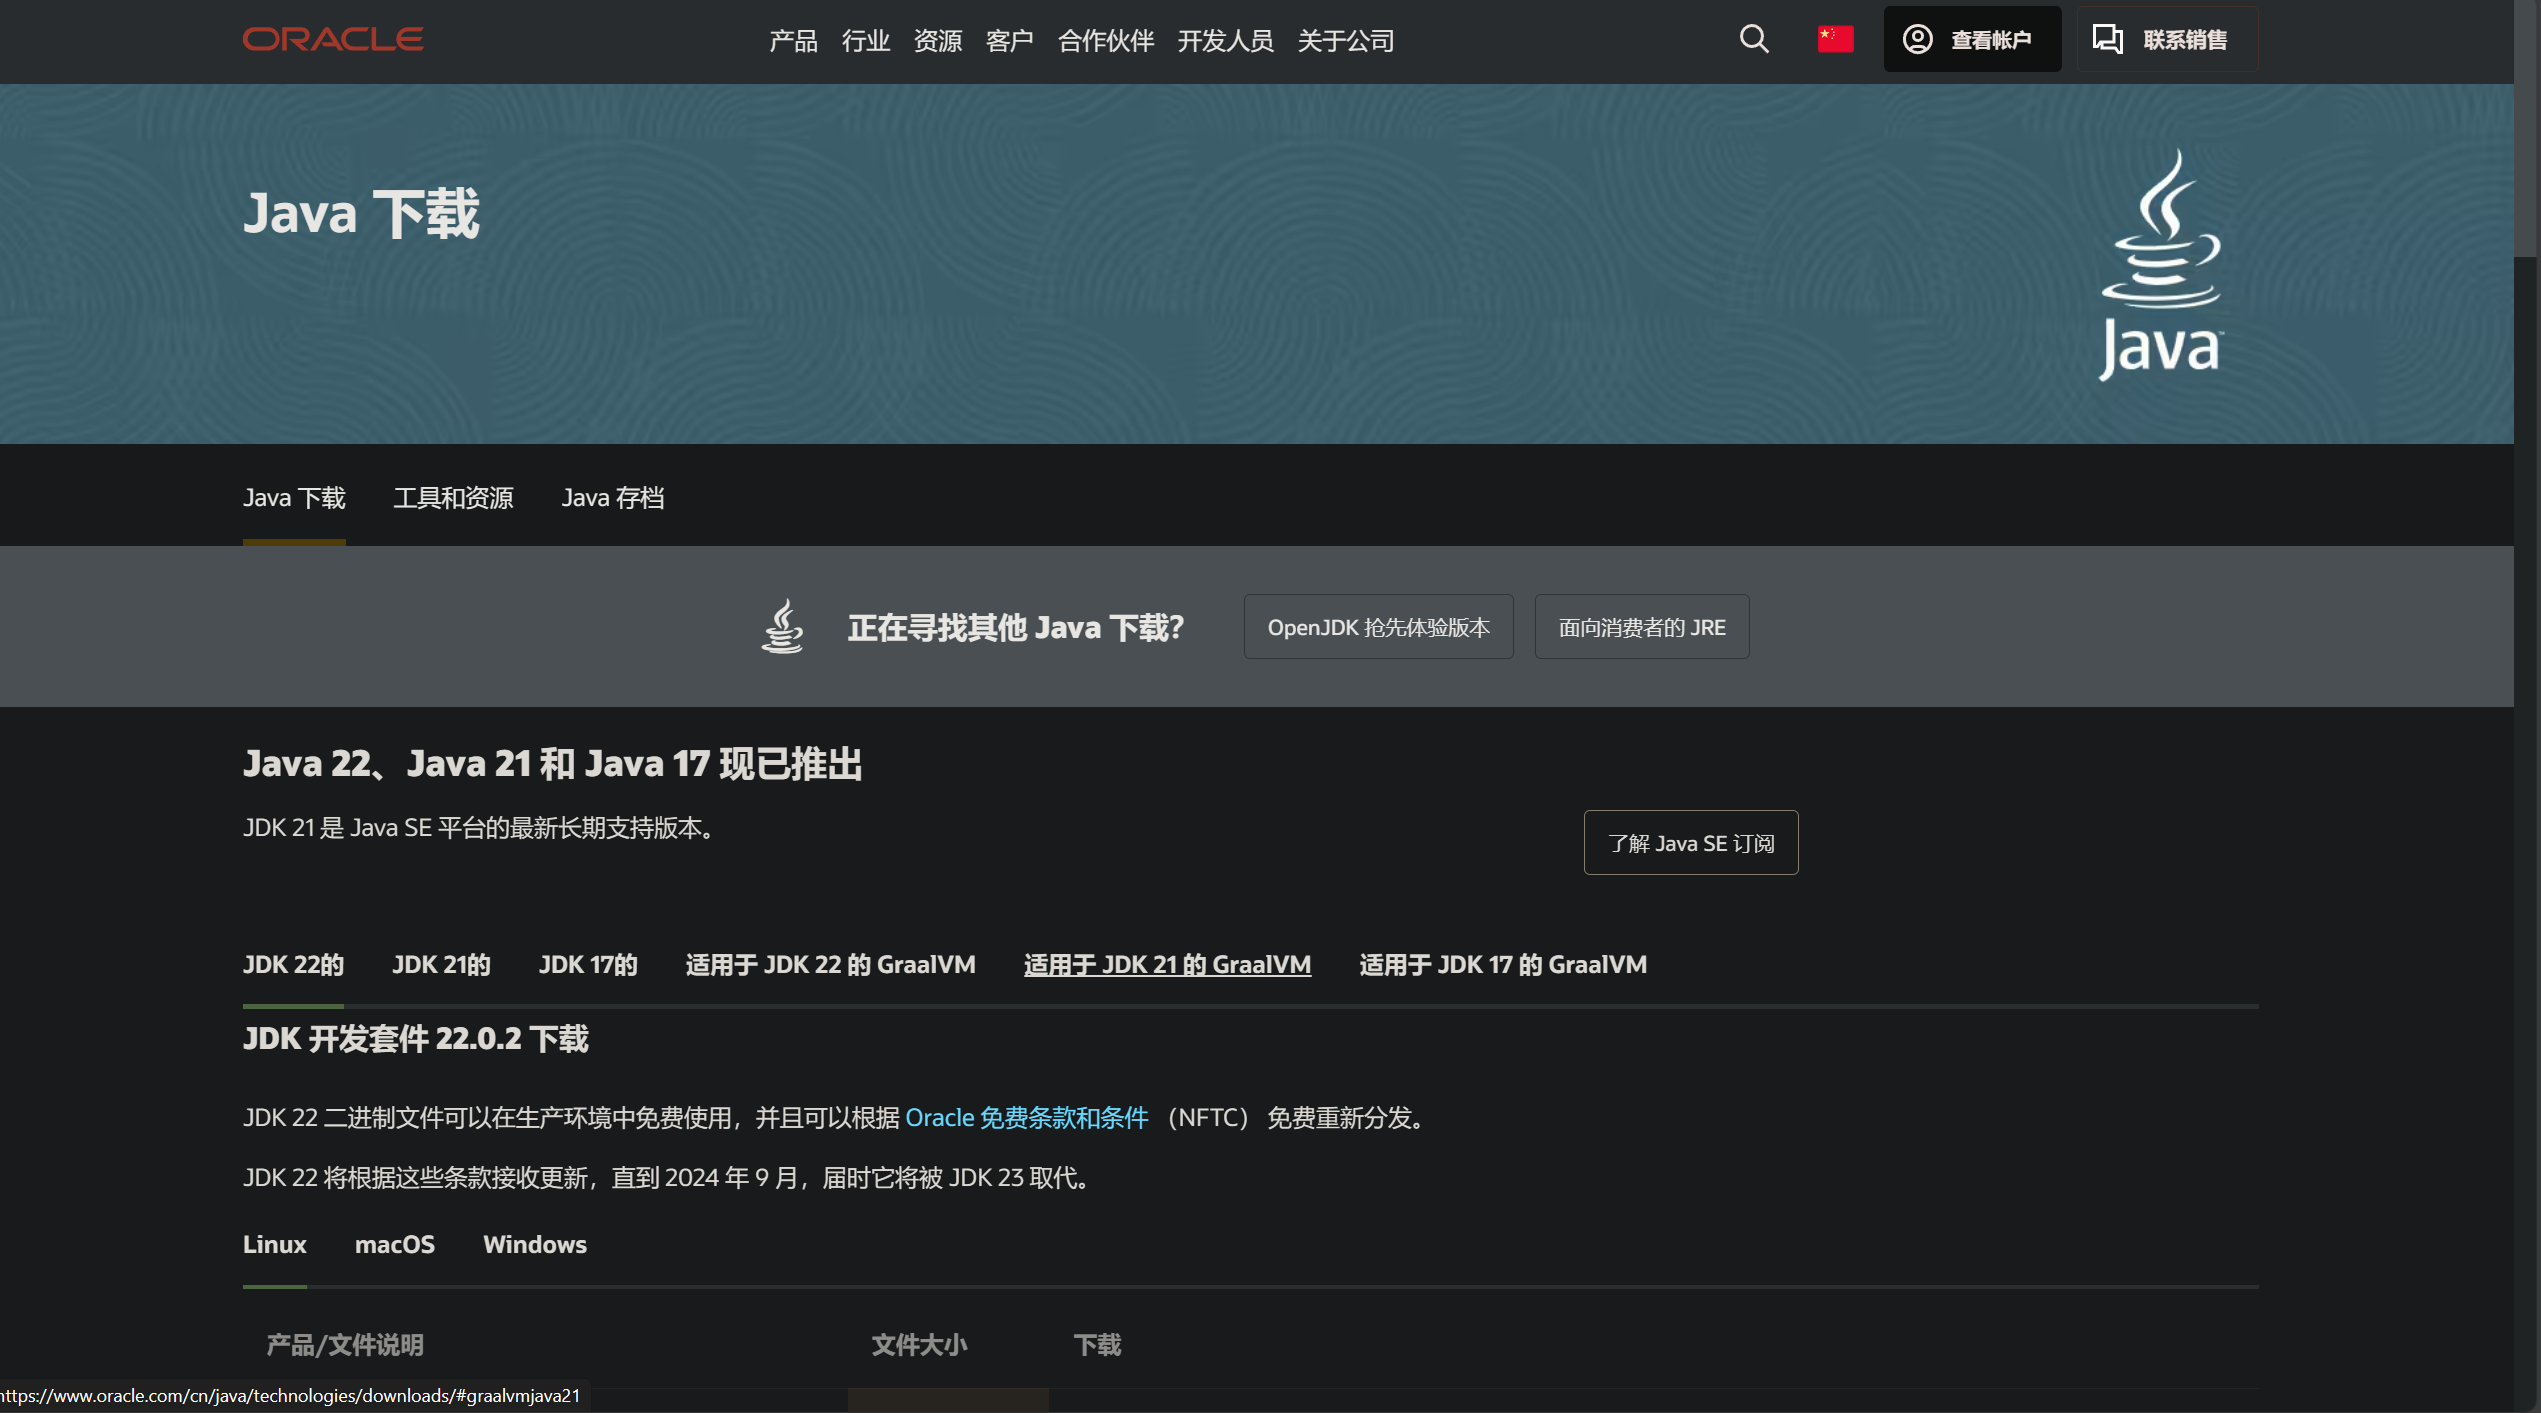 ORACLE
产品 行业 资源 客户 合作伙伴 开发人员 关于公司
查看帐户
联系销售
Java 下载
Java™
Java 下载 工具和资源 Java 存档
正在寻找其他 Java 下载?
OpenJDK 抢先体验版本
面向消费者的 JRE
Java 22、Java 21 和 Java 17 现已推出
JDK 21 是 Java SE 平台的最新长期支持版本。
了解 Java SE 订阅
JDK 22的 JDK 21的 JDK 17的 适用于 JDK 22 的 GraalVM 适用于 JDK 21 的 GraalVM 适用于 JDK 17 的 GraalVM
JDK 开发套件 22.0.2 下载
JDK 22 二进制文件可以在生产环境中免费使用，并且可以根据 Oracle 免费条款和条件 （NFTC） 免费重新分发。
JDK 22 将根据这些条款接收更新，直到 2024 年 9 月，届时它将被 JDK 23 取代。
Linux macOS Windows
产品/文件说明 文件大小 下载
https://www.oracle.com/cn/java/technologies/downloads/#graalvmjava21